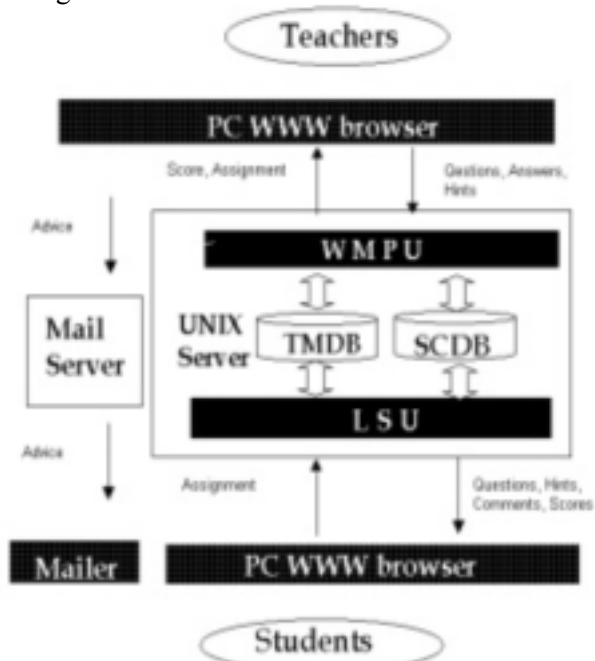 Teachers
PC WWW browser
Score, Assignment
Qestions, Answers,
Hints
Advice
WMPU
Mail
Server
UNIX
Server
TMDB
SCDB
LSU
Advice
Assignment
Questions, Hints,
Comments, Scores
Mailer
PC WWW browser
Students